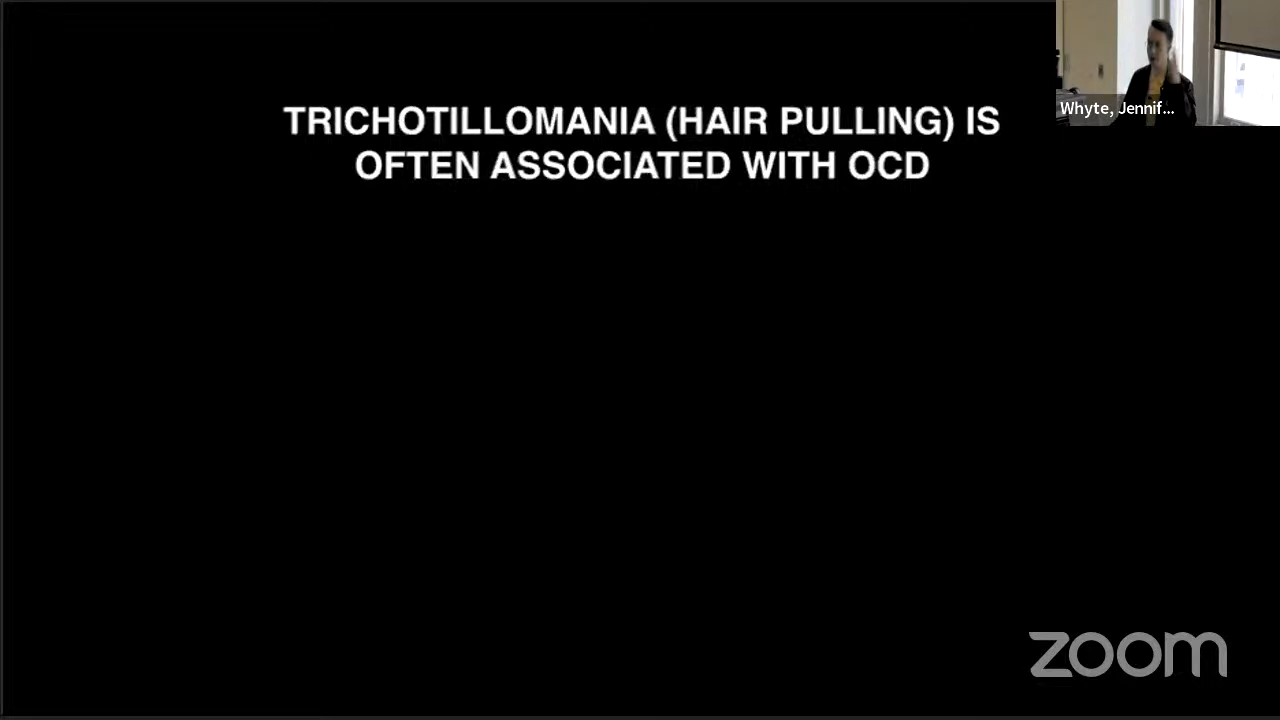 TRICHOTILLOMANIA (HAIR PULLING) IS
OFTEN ASSOCIATED WITH OCD
Whyte, Jennif...
zoom